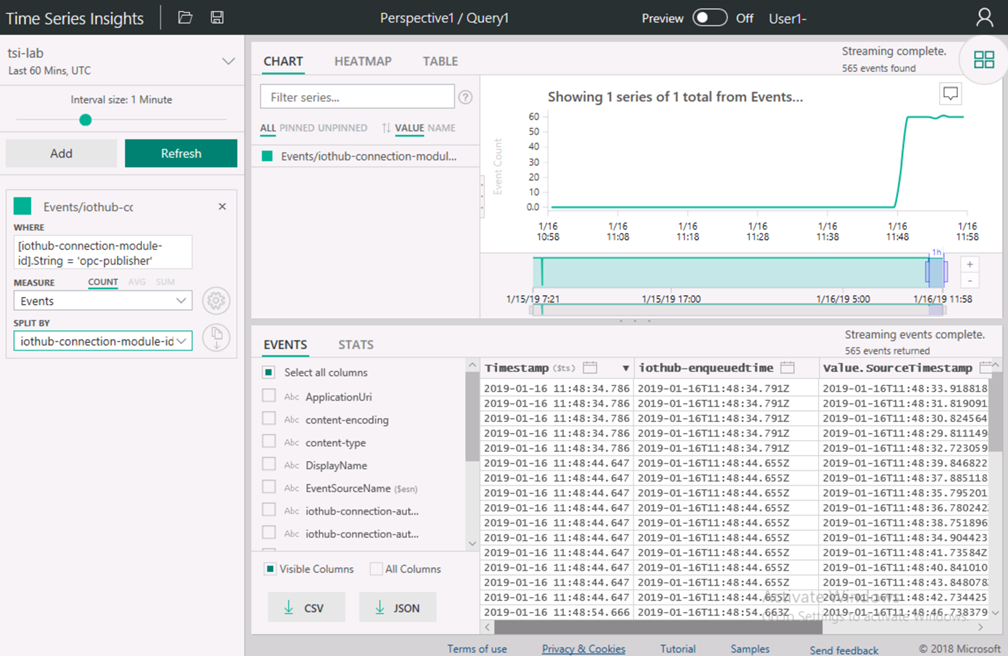 Time Series Insights
Perspective1 / Query1
Preview Off User1-
tsi-lab
Last 60 Mins, UTC
Interval size: 1 Minute
Add Refresh
Events/iothub-cc
WHERE
[iothub-connection-module-
id].String = 'opc-publisher'
MEASURE COUNT AVG SUM
Events
SPLIT BY
iothub-connection-module-id
CHART HEATMAP TABLE
Streaming complete.
565 events found
Filter series... ?
ALL PINNED UNPINNED VALUE NAME
Events/iothub-connection-modul...
Showing 1 series of 1 total from Events...
Event Count
60
50
40
30
20
10
0.0
1/16 1/16 1/16 1/16 1/16 1/16 1/16
10:58 11:08 11:18 11:28 11:38 11:48 11:58
1h
+
-
1/15/19 7:21 1/15/19 17:00 1/16/19 5:00 1/16/19 11:58
EVENTS STATS
Streaming events complete.
565 events returned
Select all columns
Abc ApplicationUri
Abc content-encoding
Abc content-type
Abc DisplayName
Abc EventSourceName ($esn)
Abc iothub-connection-aut...
Abc iothub-connection-aut...
Visible Columns All Columns
CSV JSON
Timestamp ($ts) iothub-enqueuedtime Value.SourceTimestamp
2019-01-16 11:48:34.786 2019-01-16T11:48:34.791Z 2019-01-16T11:48:33.918818
2019-01-16 11:48:34.786 2019-01-16T11:48:34.791Z 2019-01-16T11:48:31.819091
2019-01-16 11:48:34.786 2019-01-16T11:48:34.791Z 2019-01-16T11:48:30.824564
2019-01-16 11:48:34.786 2019-01-16T11:48:34.791Z 2019-01-16T11:48:29.811149
2019-01-16 11:48:34.786 2019-01-16T11:48:34.791Z 2019-01-16T11:48:32.723059
2019-01-16 11:48:44.647 2019-01-16T11:48:44.655Z 2019-01-16T11:48:39.846822
2019-01-16 11:48:44.647 2019-01-16T11:48:44.655Z 2019-01-16T11:48:37.885118
2019-01-16 11:48:44.647 2019-01-16T11:48:44.655Z 2019-01-16T11:48:35.795201
2019-01-16 11:48:44.647 2019-01-16T11:48:44.655Z 2019-01-16T11:48:36.780242
2019-01-16 11:48:44.647 2019-01-16T11:48:44.655Z 2019-01-16T11:48:38.751896
2019-01-16 11:48:44.647 2019-01-16T11:48:44.655Z 2019-01-16T11:48:34.904423
2019-01-16 11:48:44.647 2019-01-16T11:48:44.655Z 2019-01-16T11:48:41.73584Z
2019-01-16 11:48:44.647 2019-01-16T11:48:44.655Z 2019-01-16T11:48:40.841010
2019-01-16 11:48:44.647 2019-01-16T11:48:44.655Z 2019-01-16T11:48:43.848078
2019-01-16 11:48:44.647 2019-01-16T11:48:44.655Z 2019-01-16T11:48:42.734425
2019-01-16 11:48:54.666 2019-01-16T11:48:54.663Z 2019-01-16T11:48:46.738379
Activate Windows
Go to Settings to activate Windows.
Terms of use Privacy & Cookies Tutorial Samples Send feedback © 2018 Microsoft